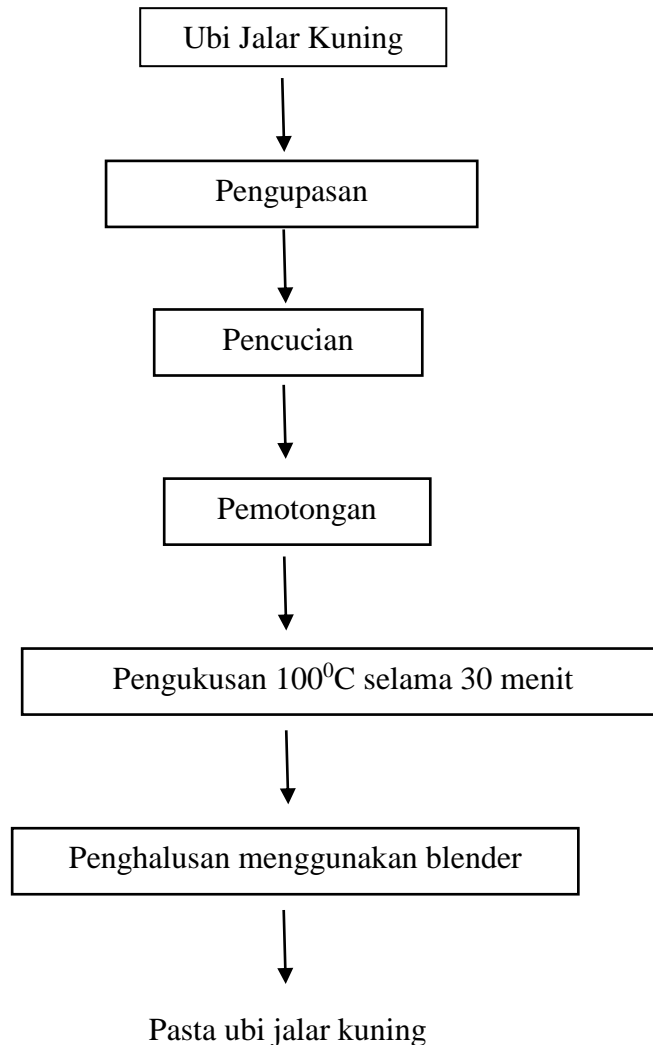 Ubi Jalar Kuning
Pengupasan
Pencucian
Pemotongan
Pengukusan 100⁰C selama 30 menit
Penghalusan menggunakan blender
Pasta ubi jalar kuning